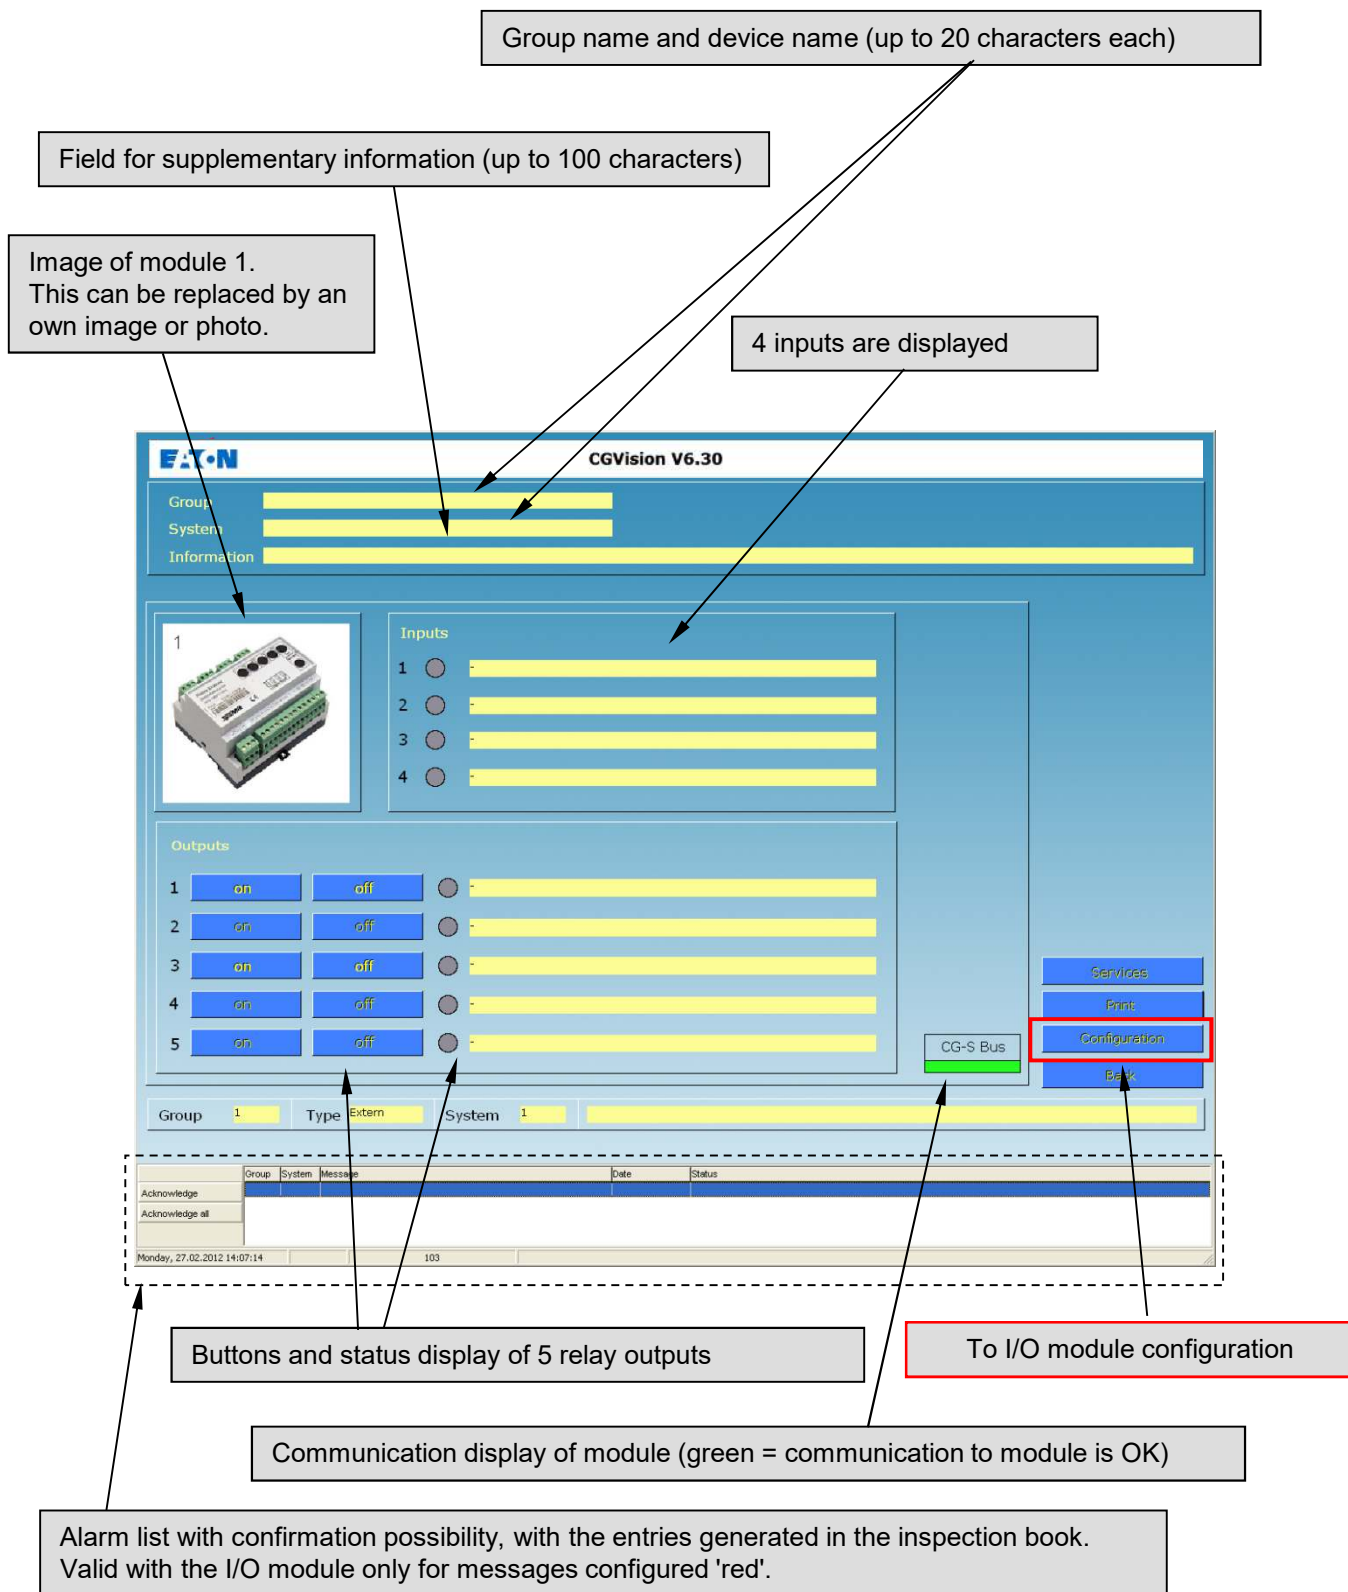 Group name and device name (up to 20 characters each)
Field for supplementary information (up to 100 characters)
Image of module 1.
This can be replaced by an
own image or photo.
4 inputs are displayed
CGVision V6.30
Group
System
Information
1
Inputs
1 -
2 -
3 -
4 -
Outputs
1 on off -
2 on off -
3 on off -
4 on off -
5 on off -
CG-S Bus
Services
Print
Configuration
Back
Group 1 Type Extern System 1
Group System Message Date Status
Acknowledge
Acknowledge all
Monday, 27.02.2012 14:07:14 103
Buttons and status display of 5 relay outputs
To I/O module configuration
Communication display of module (green = communication to module is OK)
Alarm list with confirmation possibility, with the entries generated in the inspection book.
Valid with the I/O module only for messages configured 'red'.